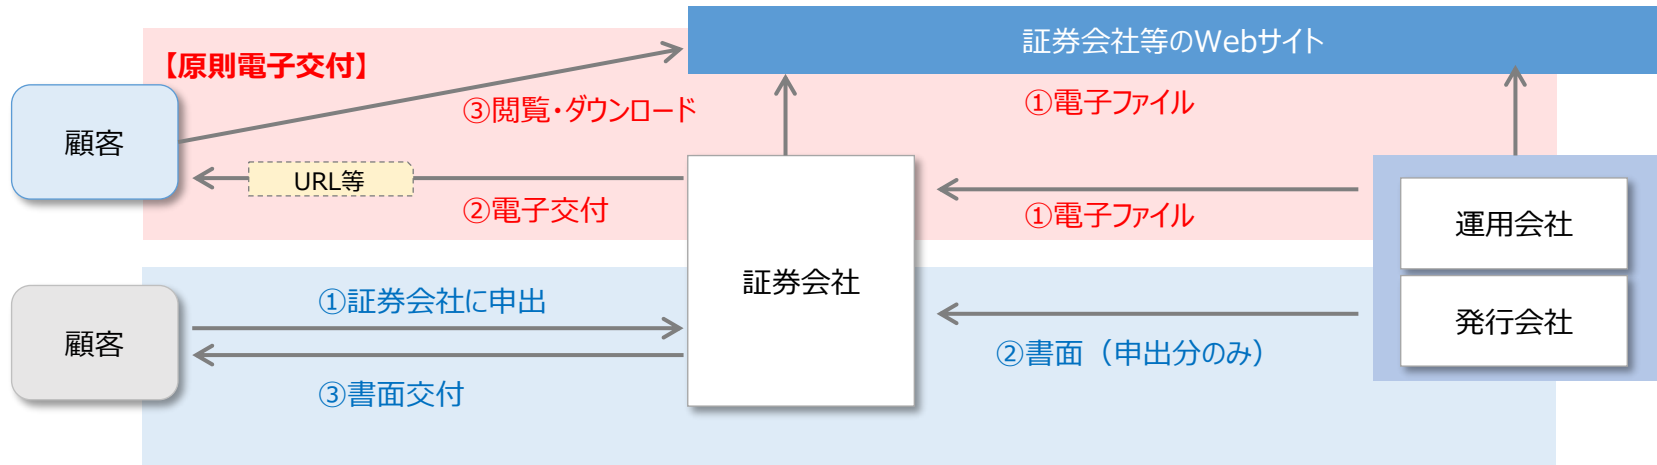 証券会社等のWebサイト
【原則電子交付】
③閲覧・ダウンロード
①電子ファイル
顧客
URL等
②電子交付
①電子ファイル
運用会社
証券会社
①証券会社に申出
発行会社
顧客
②書面（申出分のみ）
③書面交付